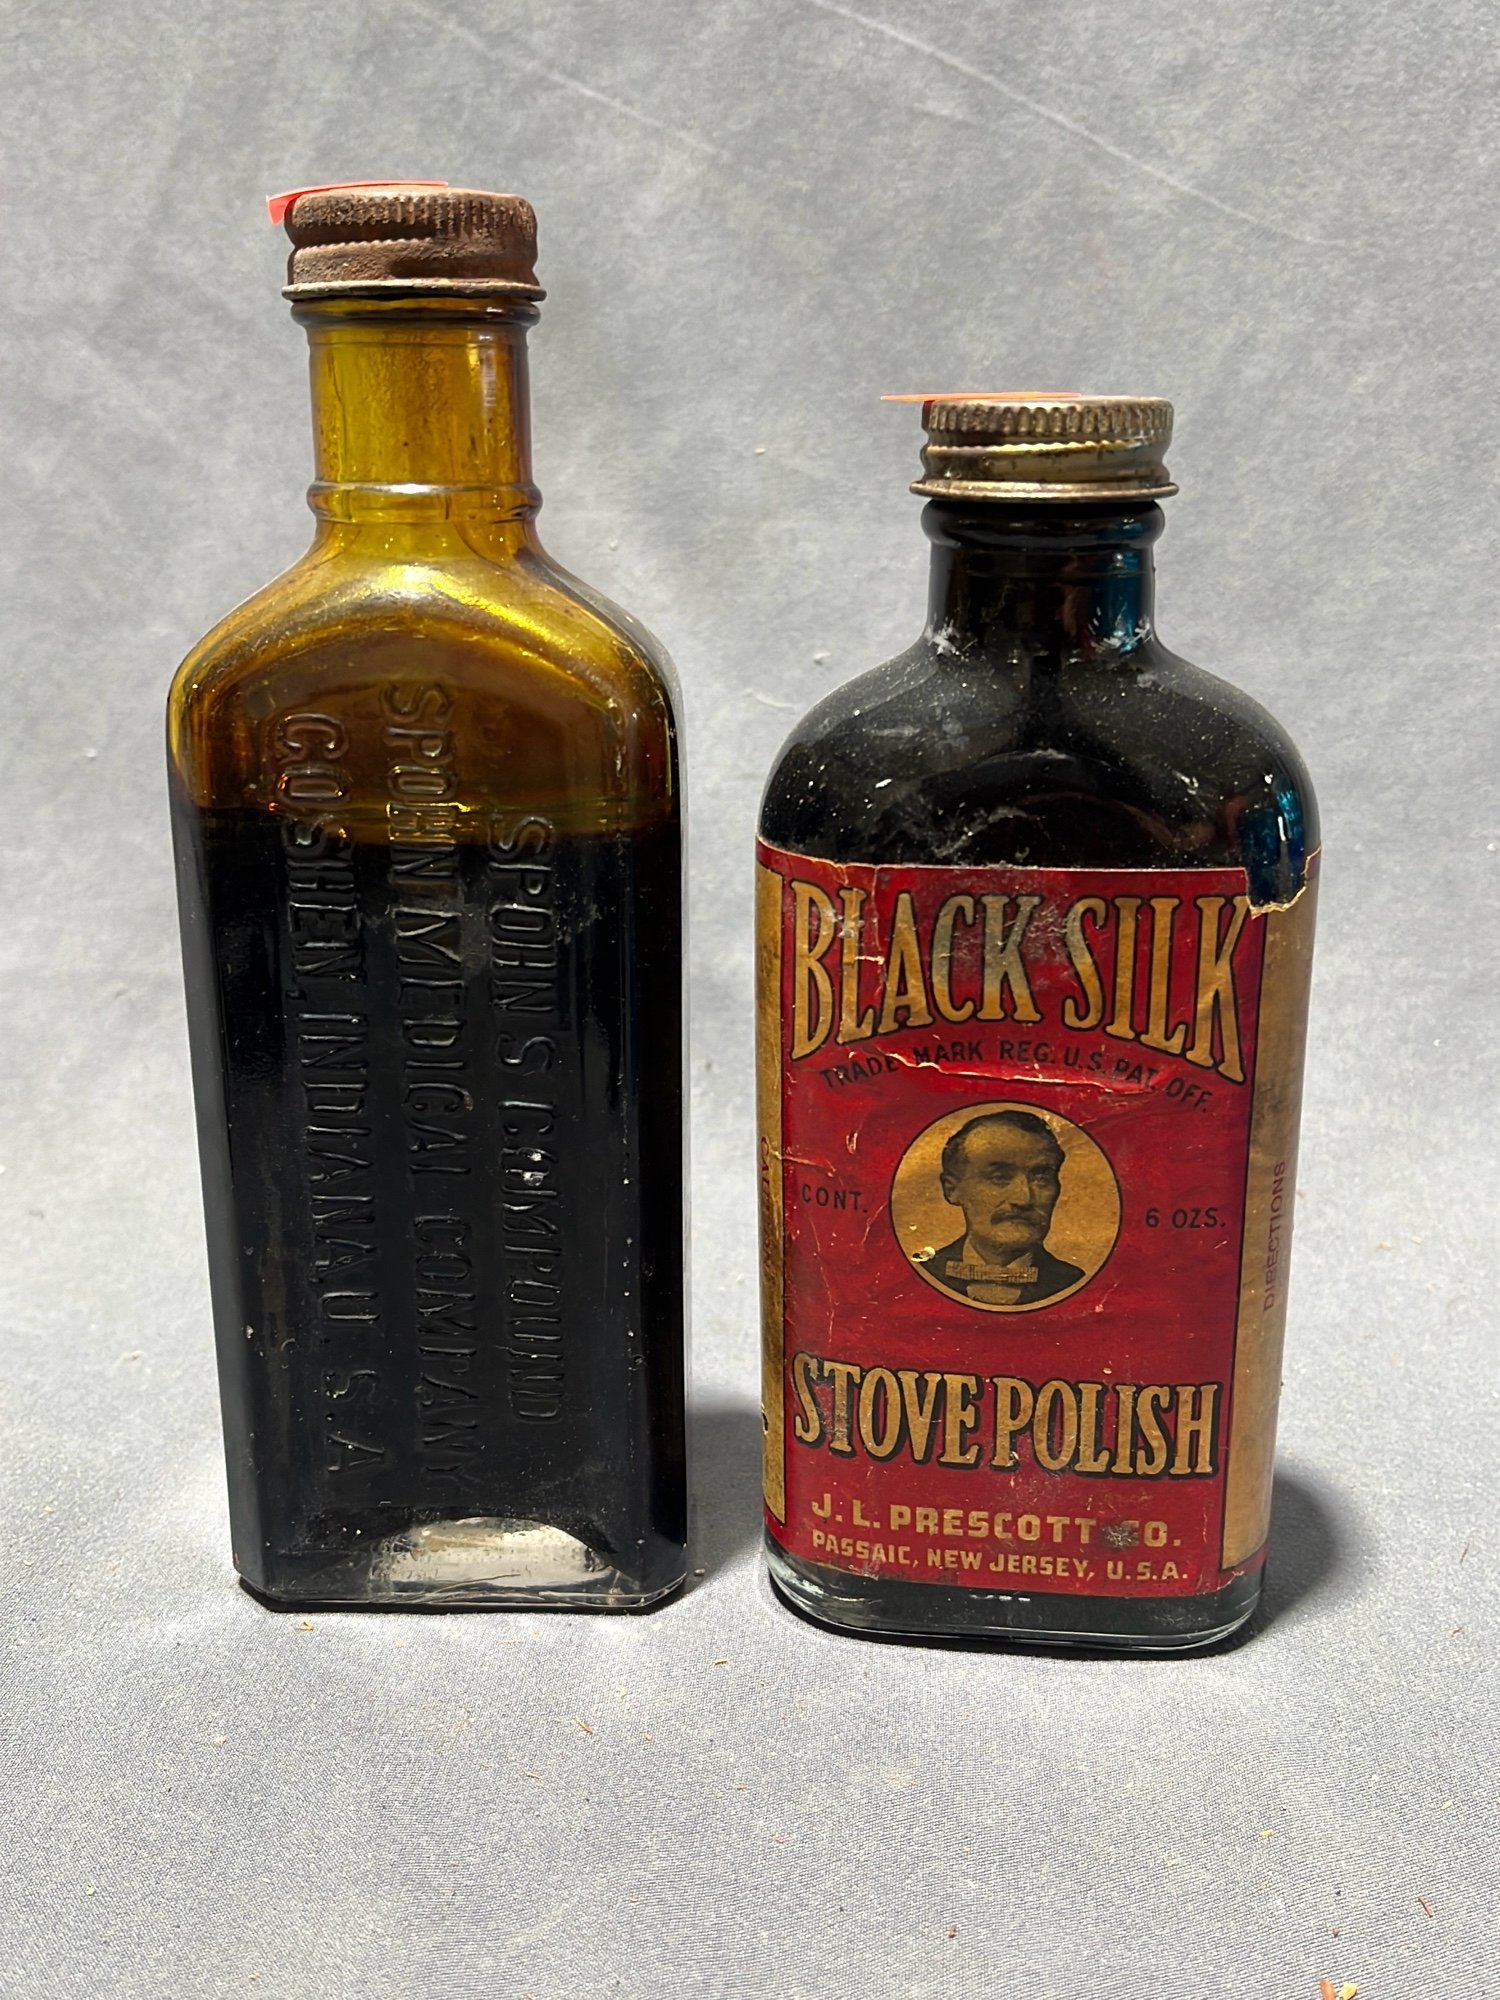 SPOHN'S COMPOUND
SPOHN MEDICAL COMPANY
GOSHEN, INDIANA, U.S.A.
BLACK SILK
TRADE MARK REG. U.S. PAT. OFF.
CONT. 6 OZS.
STOVE POLISH
J. L. PRESCOTT CO.
PASSAIC, NEW JERSEY, U.S.A.
DIRECTIONS